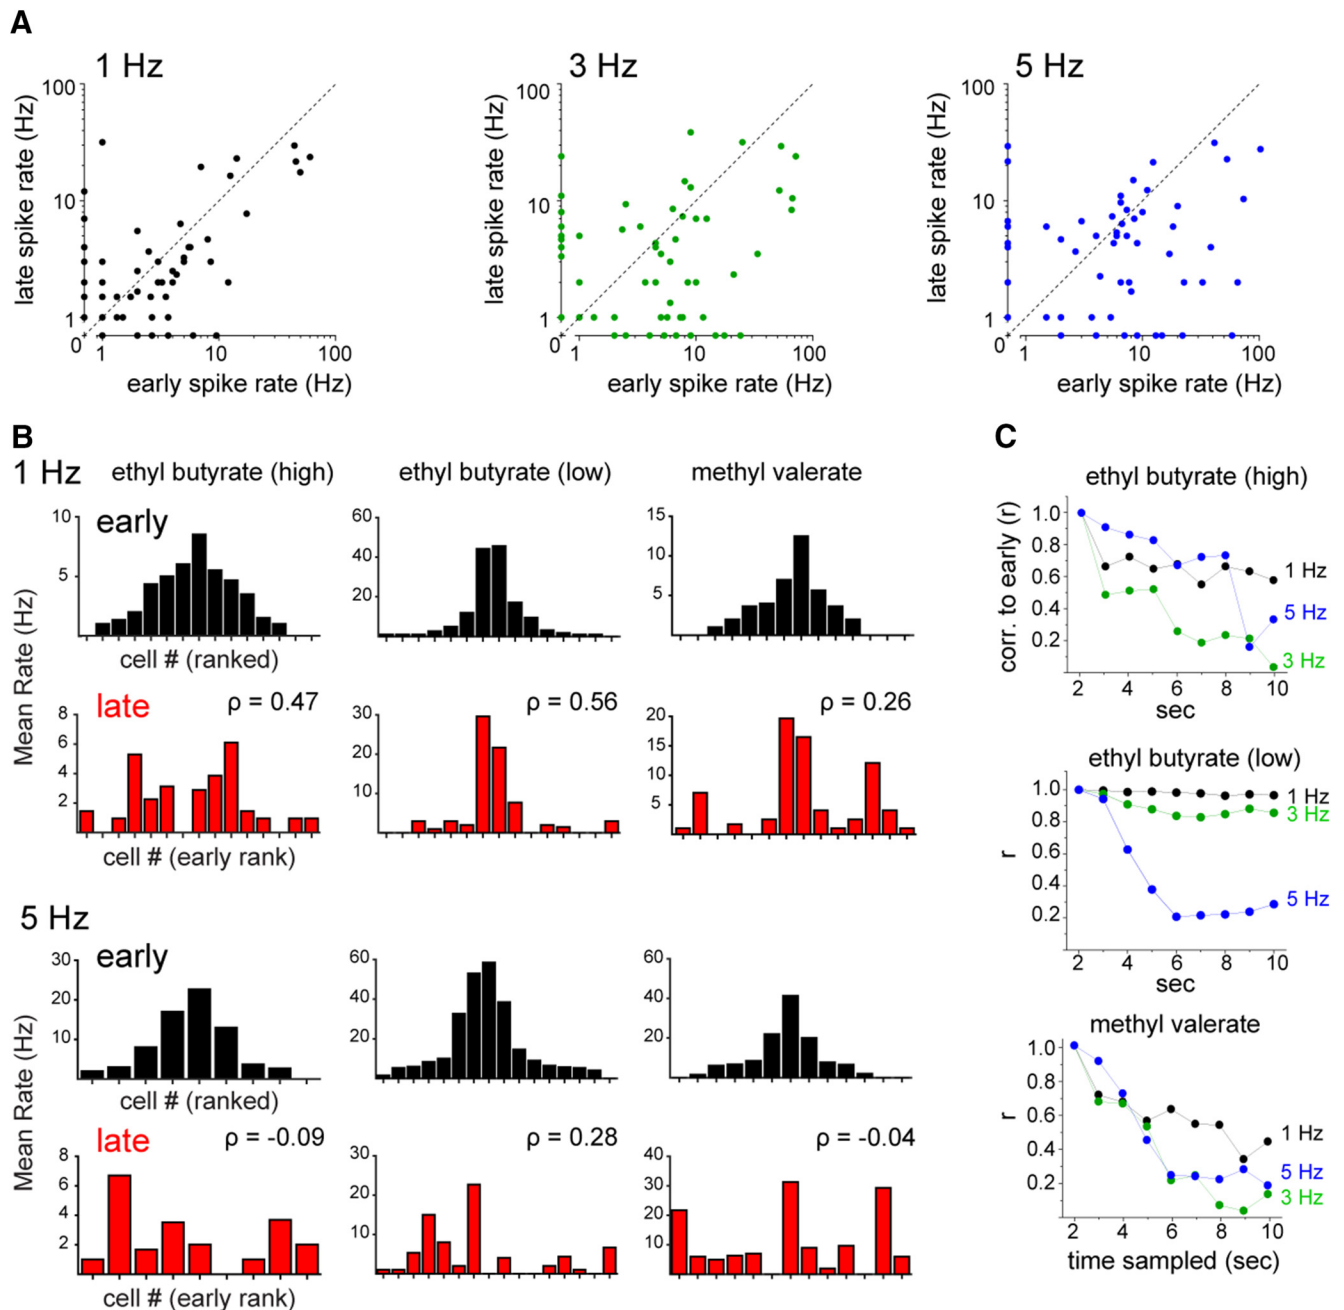 A
1 Hz
3 Hz
5 Hz
late spike rate (Hz)
100
10
1
0
1
10
100
early spike rate (Hz)
late spike rate (Hz)
100
10
1
0
1
10
100
early spike rate (Hz)
late spike rate (Hz)
100
10
1
0
1
10
100
early spike rate (Hz)
B
1 Hz
ethyl butyrate (high)
ethyl butyrate (low)
methyl valerate
Mean Rate (Hz)
early
10
5
cell # (ranked)
60
40
20
15
10
5
late
ρ = 0.47
8
6
4
2
cell # (early rank)
ρ = 0.56
30
20
10
ρ = 0.26
20
15
10
5
5 Hz
Mean Rate (Hz)
early
30
20
10
cell # (ranked)
60
40
20
60
40
20
late
ρ = -0.09
8
6
4
2
cell # (early rank)
ρ = 0.28
30
20
10
ρ = -0.04
40
30
20
10
C
ethyl butyrate (high)
corr. to early (r)
1.0
0.8
0.6
0.4
0.2
1 Hz
5 Hz
3 Hz
2 4 6 8 10
sec
ethyl butyrate (low)
r
1.0
0.8
0.6
0.4
0.2
1 Hz
3 Hz
5 Hz
2 4 6 8 10
sec
methyl valerate
r
1.0
0.8
0.6
0.4
0.2
1 Hz
5 Hz
3 Hz
2 4 6 8 10
time sampled (sec)